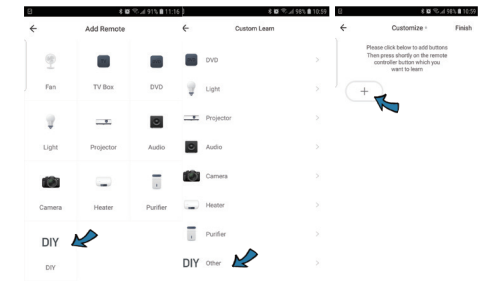 91% 11:16
Add Remote
Fan
TV Box
DVD
Light
Projector
Audio
Camera
Heater
Purifier
DIY
DIY
98% 10:59
Custom Learn
DVD
Light
Projector
Audio
Camera
Heater
Purifier
DIY Other
98% 10:59
Customize
Finish
Please click below to add buttons
Then press shortly on the remote
controller button which you
want to learn
+